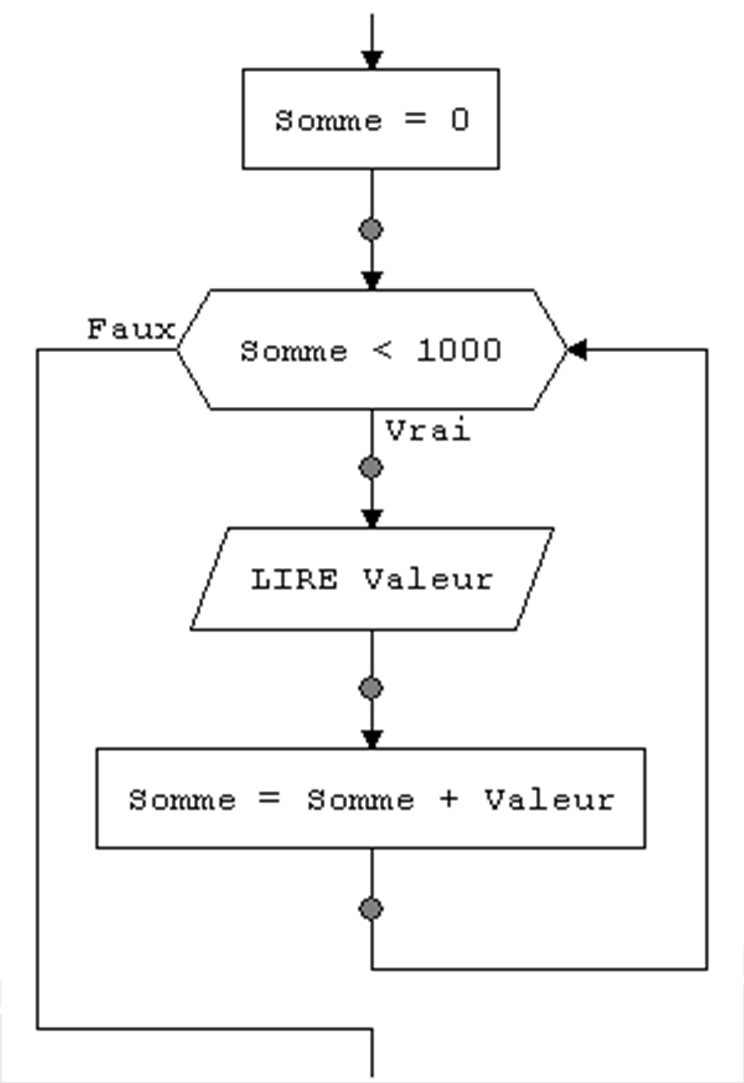 Somme = 0
Faux
Somme < 1000
Vrai
LIRE Valeur
Somme = Somme + Valeur